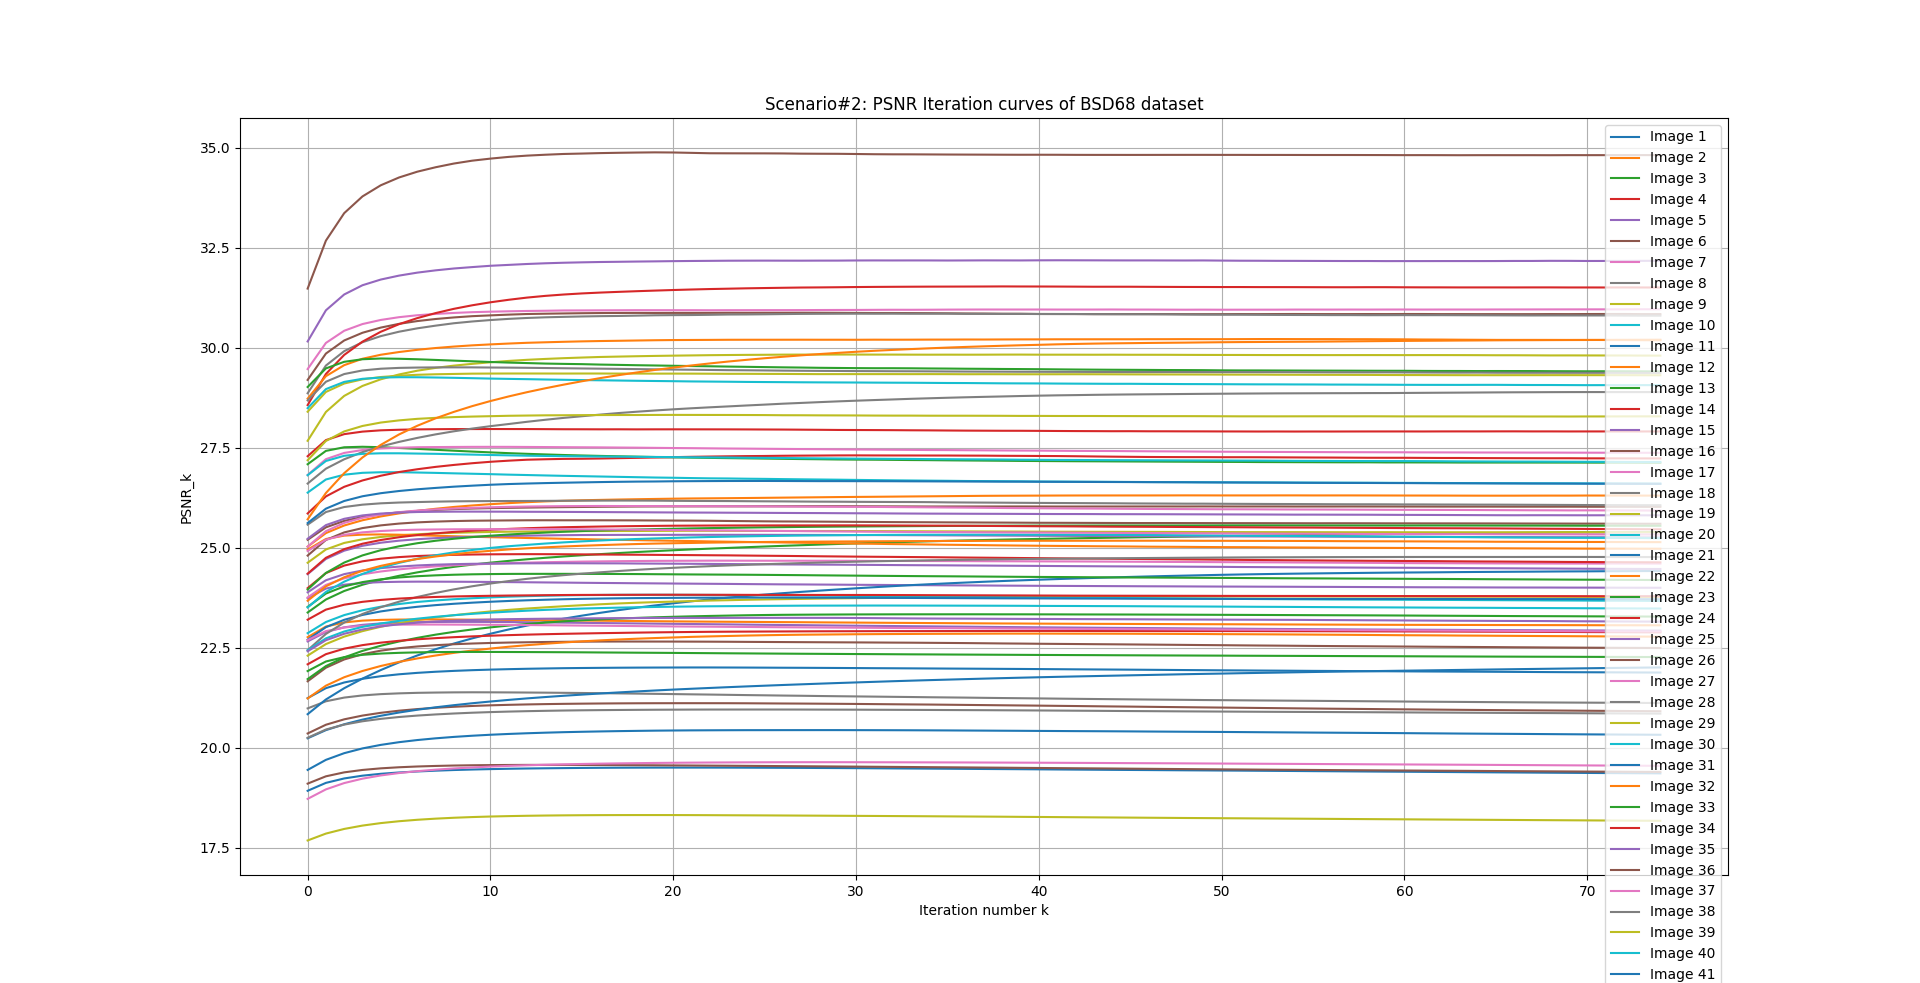 Scenario#2: PSNR Iteration curves of BSD68 dataset
35.0
32.5
30.0
27.5
25.0
22.5
20.0
17.5
PSNR_k
0 10 20 30 40 50 60 70
Iteration number k
Image 1
Image 2
Image 3
Image 4
Image 5
Image 6
Image 7
Image 8
Image 9
Image 10
Image 11
Image 12
Image 13
Image 14
Image 15
Image 16
Image 17
Image 18
Image 19
Image 20
Image 21
Image 22
Image 23
Image 24
Image 25
Image 26
Image 27
Image 28
Image 29
Image 30
Image 31
Image 32
Image 33
Image 34
Image 35
Image 36
Image 37
Image 38
Image 39
Image 40
Image 41